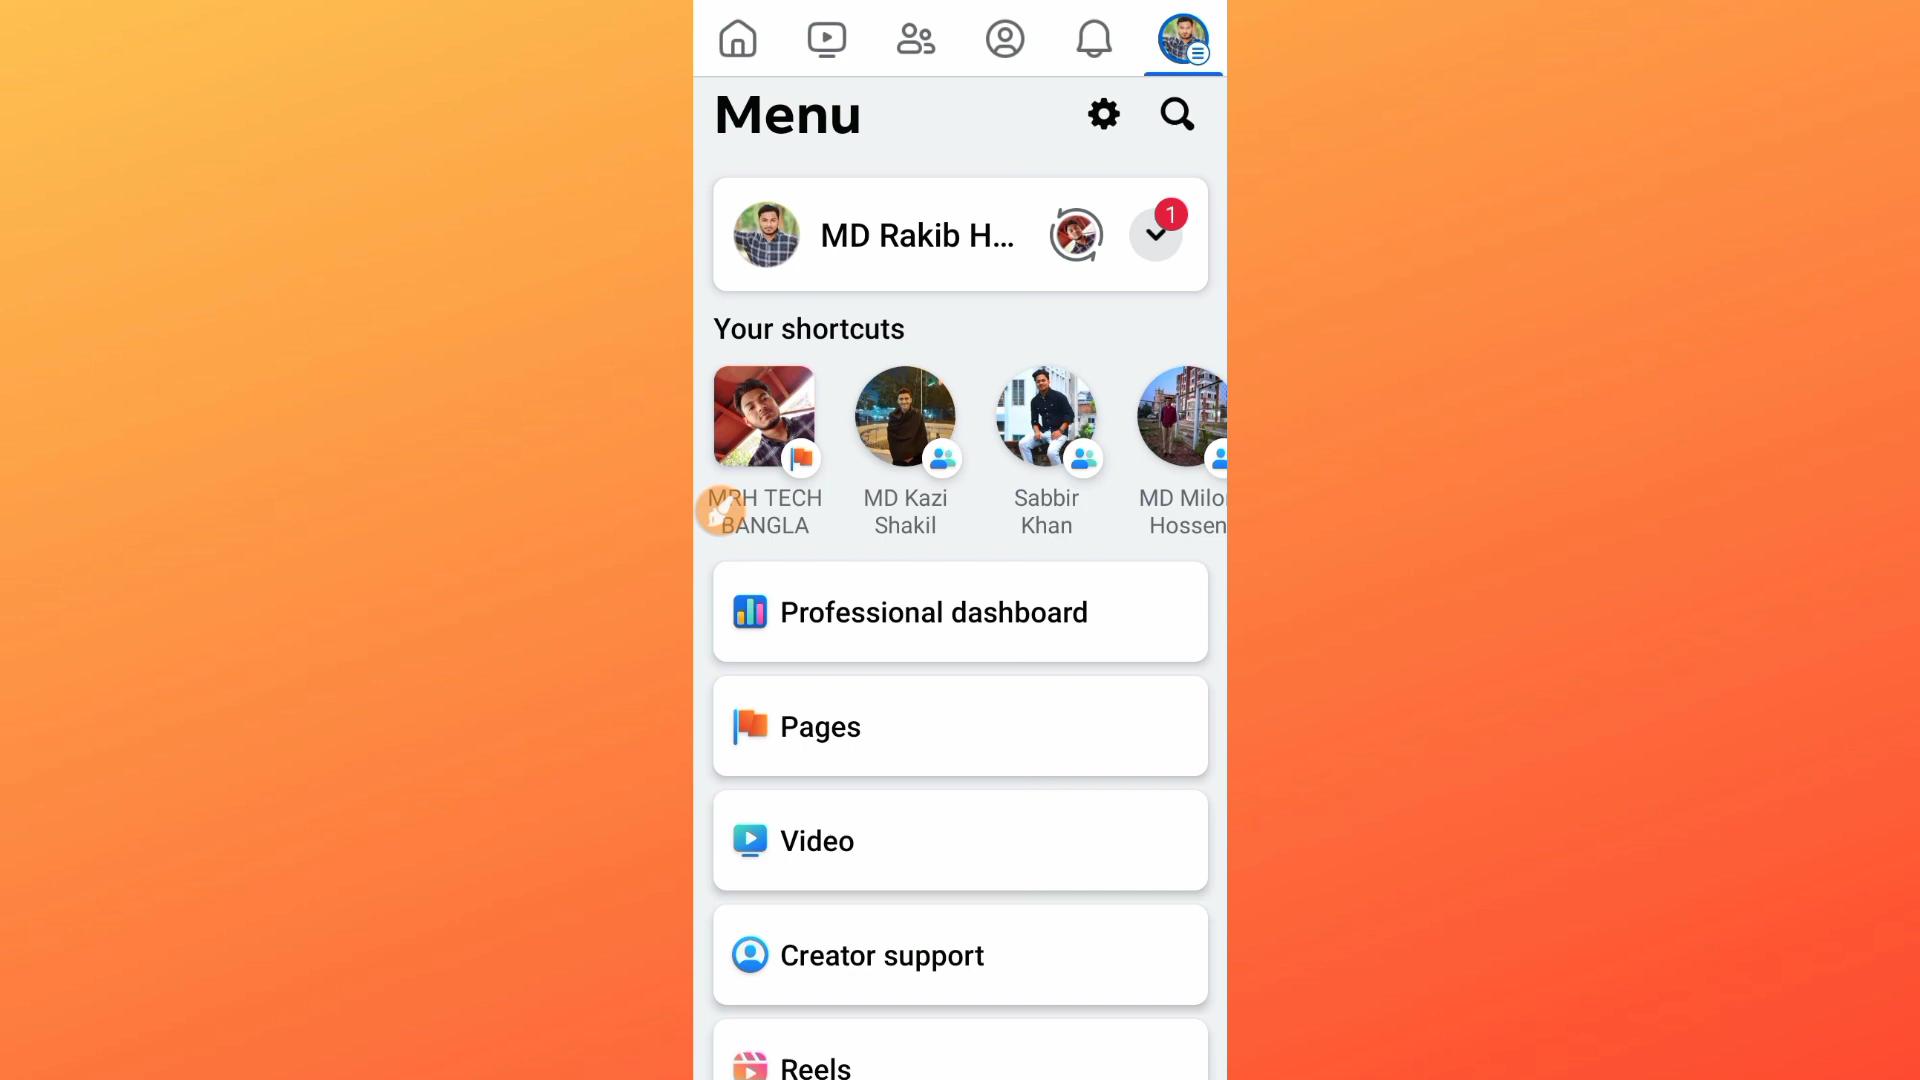 Menu
MD Rakib H...
1
Your shortcuts
MRH TECH
BANGLA
MD Kazi
Shakil
Sabbir
Khan
MD Milo
Hossen
Professional dashboard
Pages
Video
Creator support
Reels